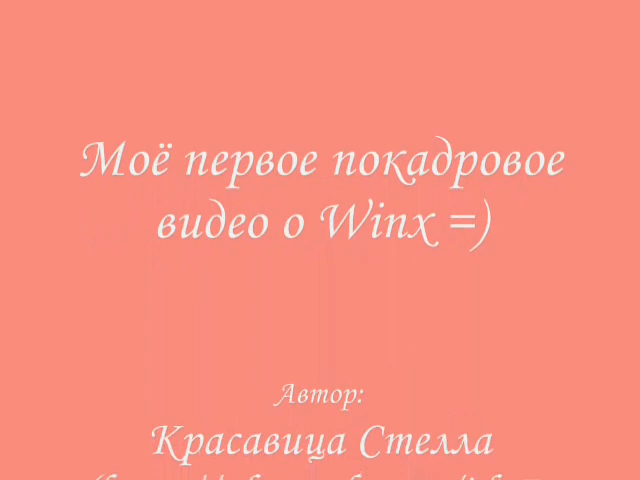 Моё первое покадровое
видео о Winx =)
Автор:
Красавица Стелла